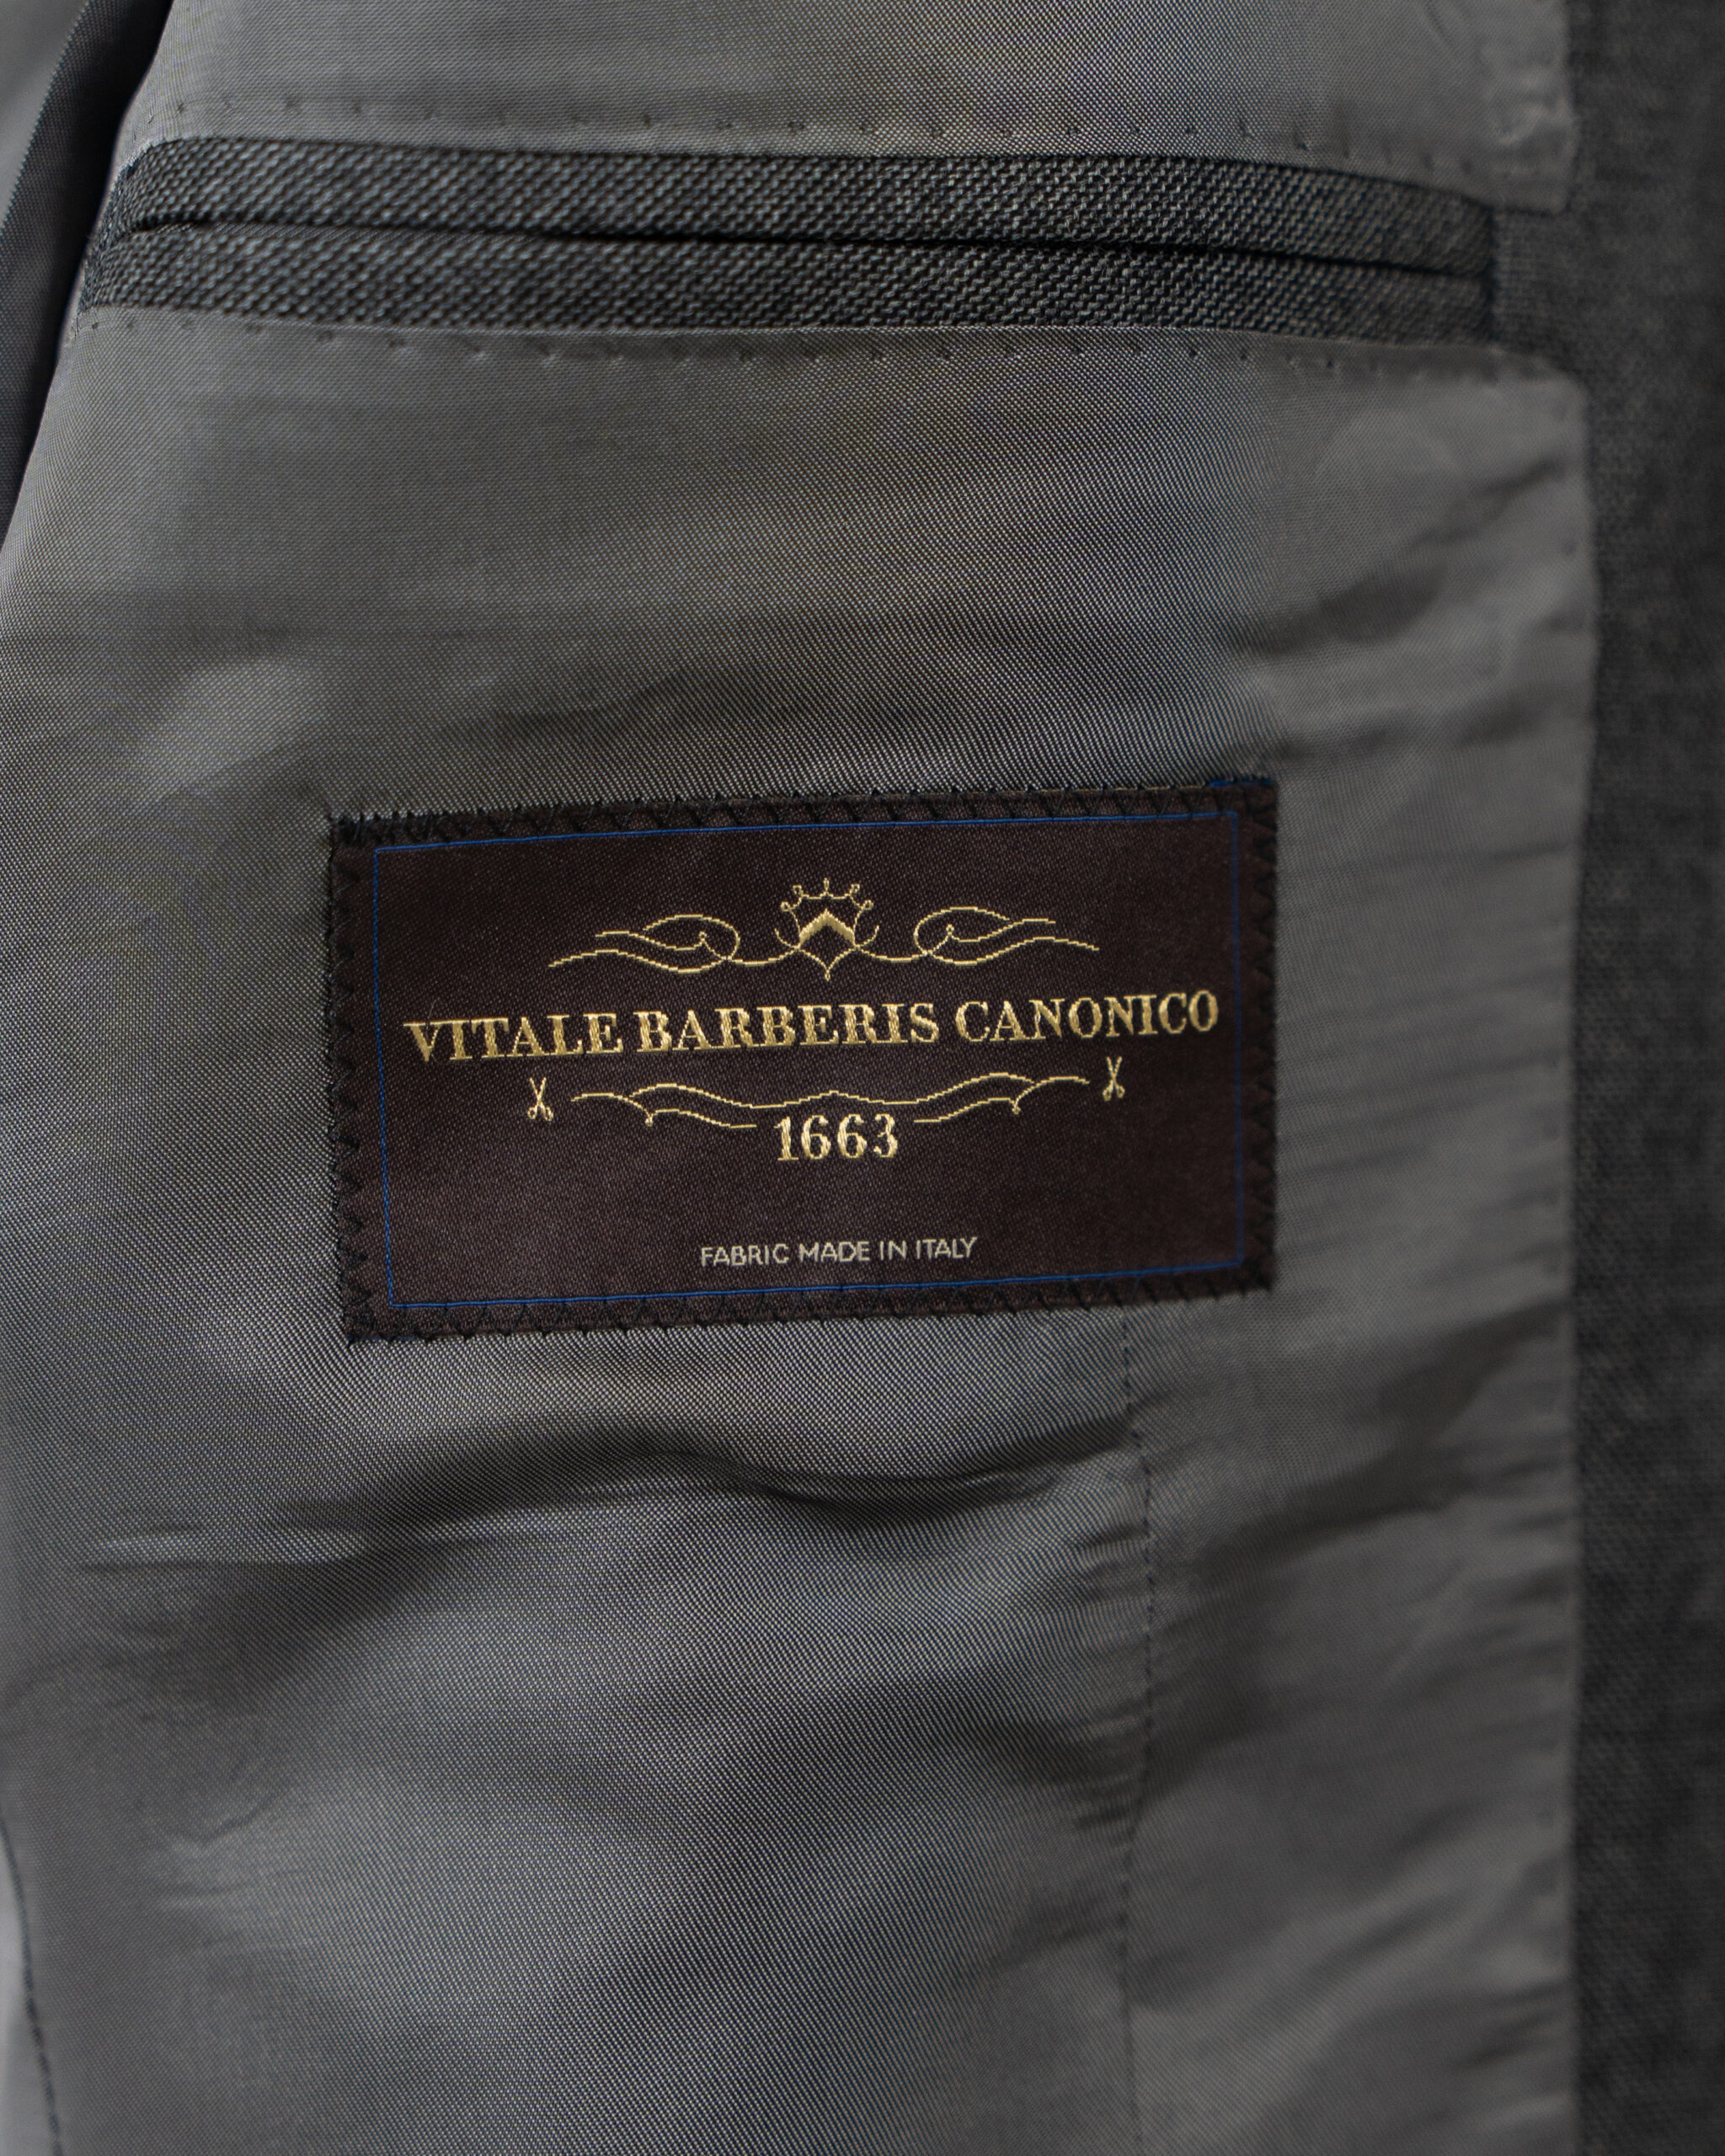 VITALE BARBERIS CANONICO
1663
FABRIC MADE IN ITALY